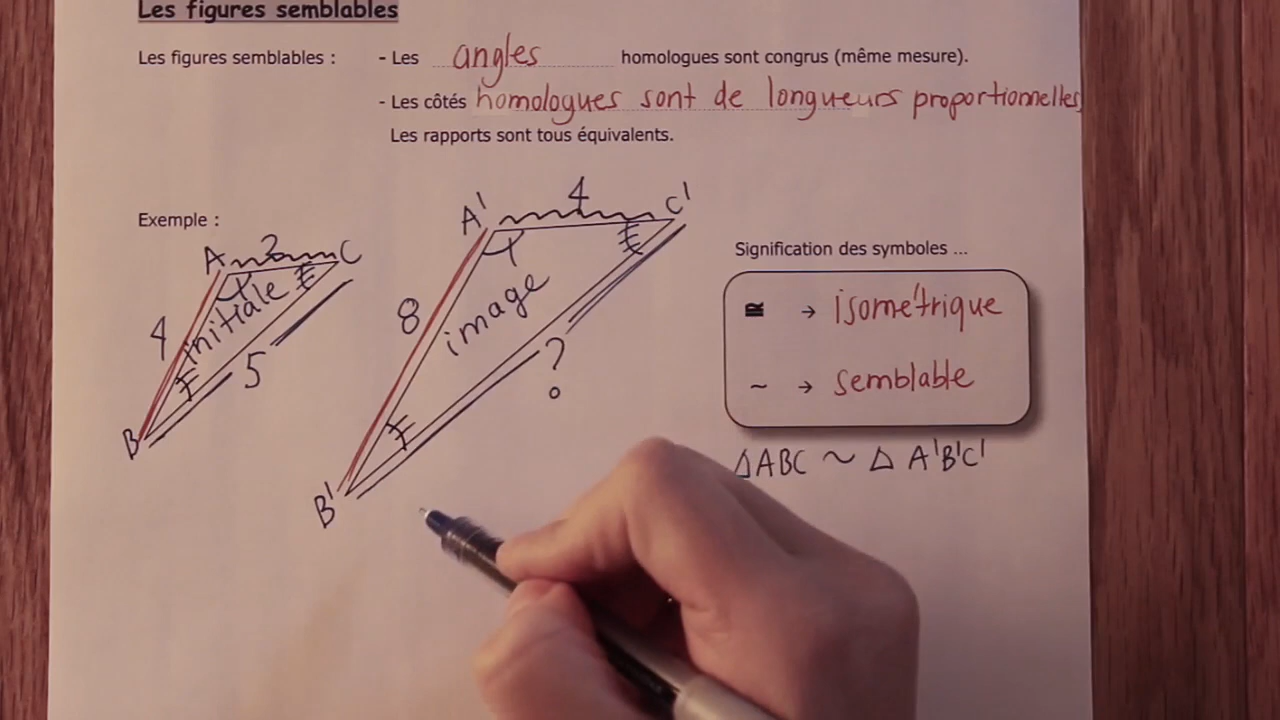 Les figures semblables
Les figures semblables : - Les angles homologues sont congrus (même mesure).
- Les côtés homologues sont de longueurs proportionnelles
Les rapports sont tous équivalents.
Exemple :
A 2 C
4 initiale
5
B
A' 4 C'
8 image
?
B'
Signification des symboles ...
≅ → isométrique
~ → semblable
△ABC ~ △ A'B'C'